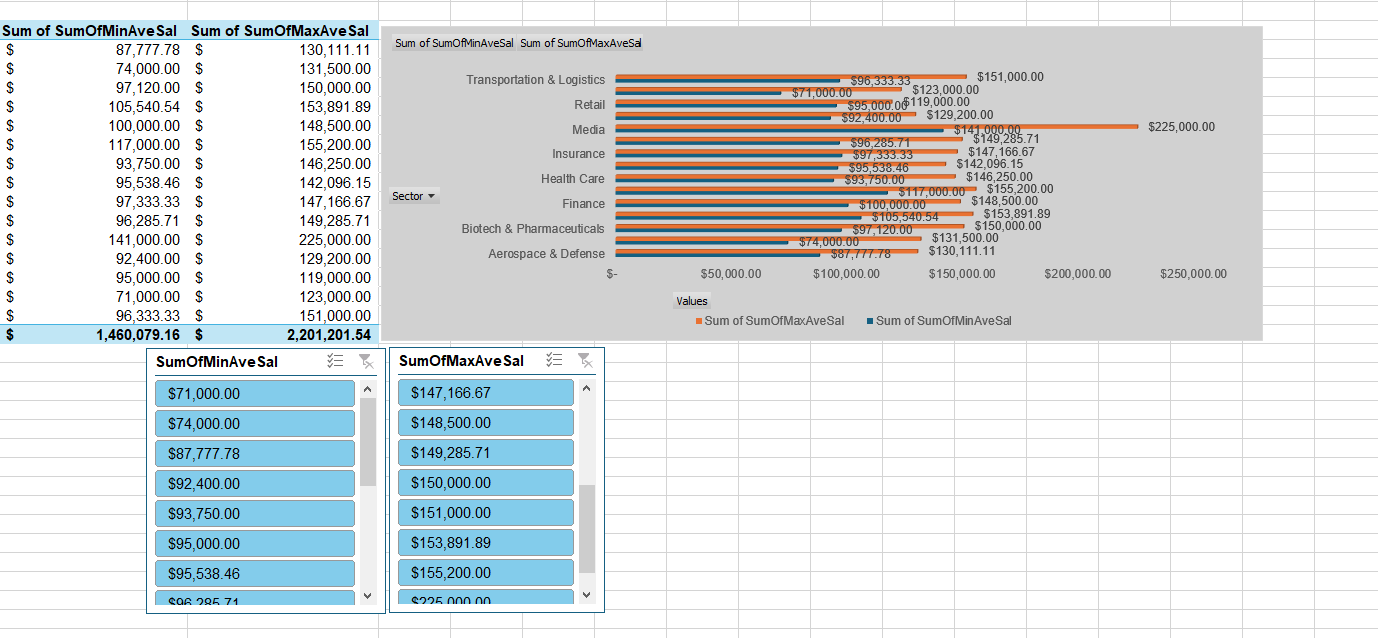 Sum of SumOfMinAveSal Sum of SumOfMaxAveSal
$ 87,777.78 $ 130,111.11
$ 74,000.00 $ 131,500.00
$ 97,120.00 $ 150,000.00
$ 105,540.54 $ 153,891.89
$ 100,000.00 $ 148,500.00
$ 117,000.00 $ 155,200.00
$ 93,750.00 $ 146,250.00
$ 95,538.46 $ 142,096.15
$ 97,333.33 $ 147,166.67
$ 96,285.71 $ 149,285.71
$ 141,000.00 $ 225,000.00
$ 92,400.00 $ 129,200.00
$ 95,000.00 $ 119,000.00
$ 71,000.00 $ 123,000.00
$ 96,333.33 $ 151,000.00
$ 1,460,079.16 $ 2,201,201.54
Sum of SumOfMinAveSal Sum of SumOfMaxAveSal
Transportation & Logistics $151,000.00
$96,333.33
$123,000.00
$71,000.00
Retail $119,000.00
$95,000.00
$129,200.00
$92,400.00
Media $225,000.00
$141,000.00
$149,285.71
$96,285.71
Insurance $147,166.67
$97,333.33
$142,096.15
$95,538.46
Health Care $146,250.00
$93,750.00
$155,200.00
$117,000.00
Finance $148,500.00
$100,000.00
$153,891.89
$105,540.54
Biotech & Pharmaceuticals $150,000.00
$97,120.00
$131,500.00
$74,000.00
Aerospace & Defense $130,111.11
$87,777.78
Sector
$- $50,000.00 $100,000.00 $150,000.00 $200,000.00 $250,000.00
Values
Sum of SumOfMaxAveSal Sum of SumOfMinAveSal
SumOfMinAveSal
$71,000.00
$74,000.00
$87,777.78
$92,400.00
$93,750.00
$95,000.00
$95,538.46
$96,285.71
SumOfMaxAveSal
$147,166.67
$148,500.00
$149,285.71
$150,000.00
$151,000.00
$153,891.89
$155,200.00
$225,000.00